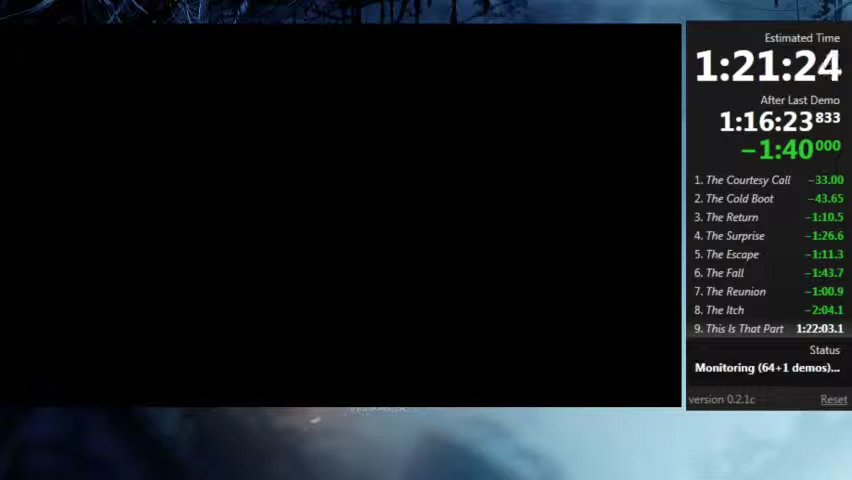 Estimated Time
1:21:24
After Last Demo
1:16:23 833
−1:40 000
1. The Courtesy Call −33.00
2. The Cold Boot −43.65
3. The Return −1:10.5
4. The Surprise −1:26.6
5. The Escape −1:11.3
6. The Fall −1:43.7
7. The Reunion −1:00.9
8. The Itch −2:04.1
9. This Is That Part 1:22:03.1
Status
Monitoring (64+1 demos)...
version 0.2.1c Reset